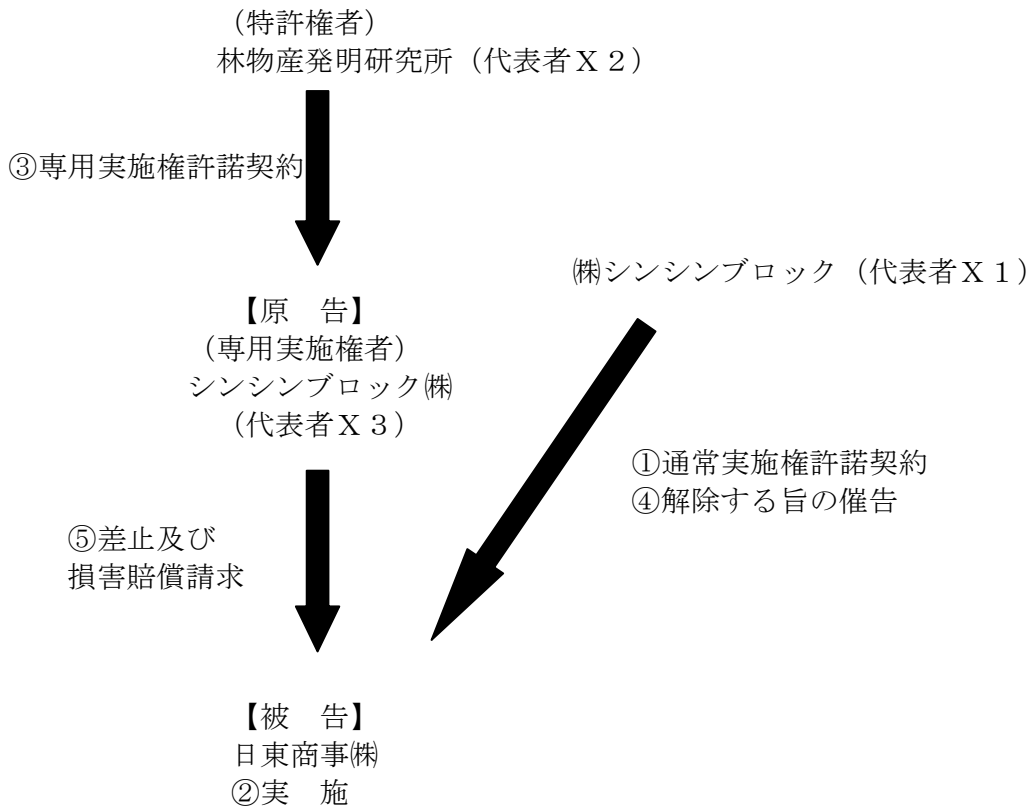 (特許権者)
林物産発明研究所(代表者X2)
③専用実施権許諾契約
㈱シンシンブロック(代表者X1)
【原 告】
(専用実施権者)
シンシンブロック㈱
(代表者X3)
①通常実施権許諾契約
④解除する旨の催告
⑤差止及び
損害賠償請求
【被 告】
日東商事㈱
②実 施